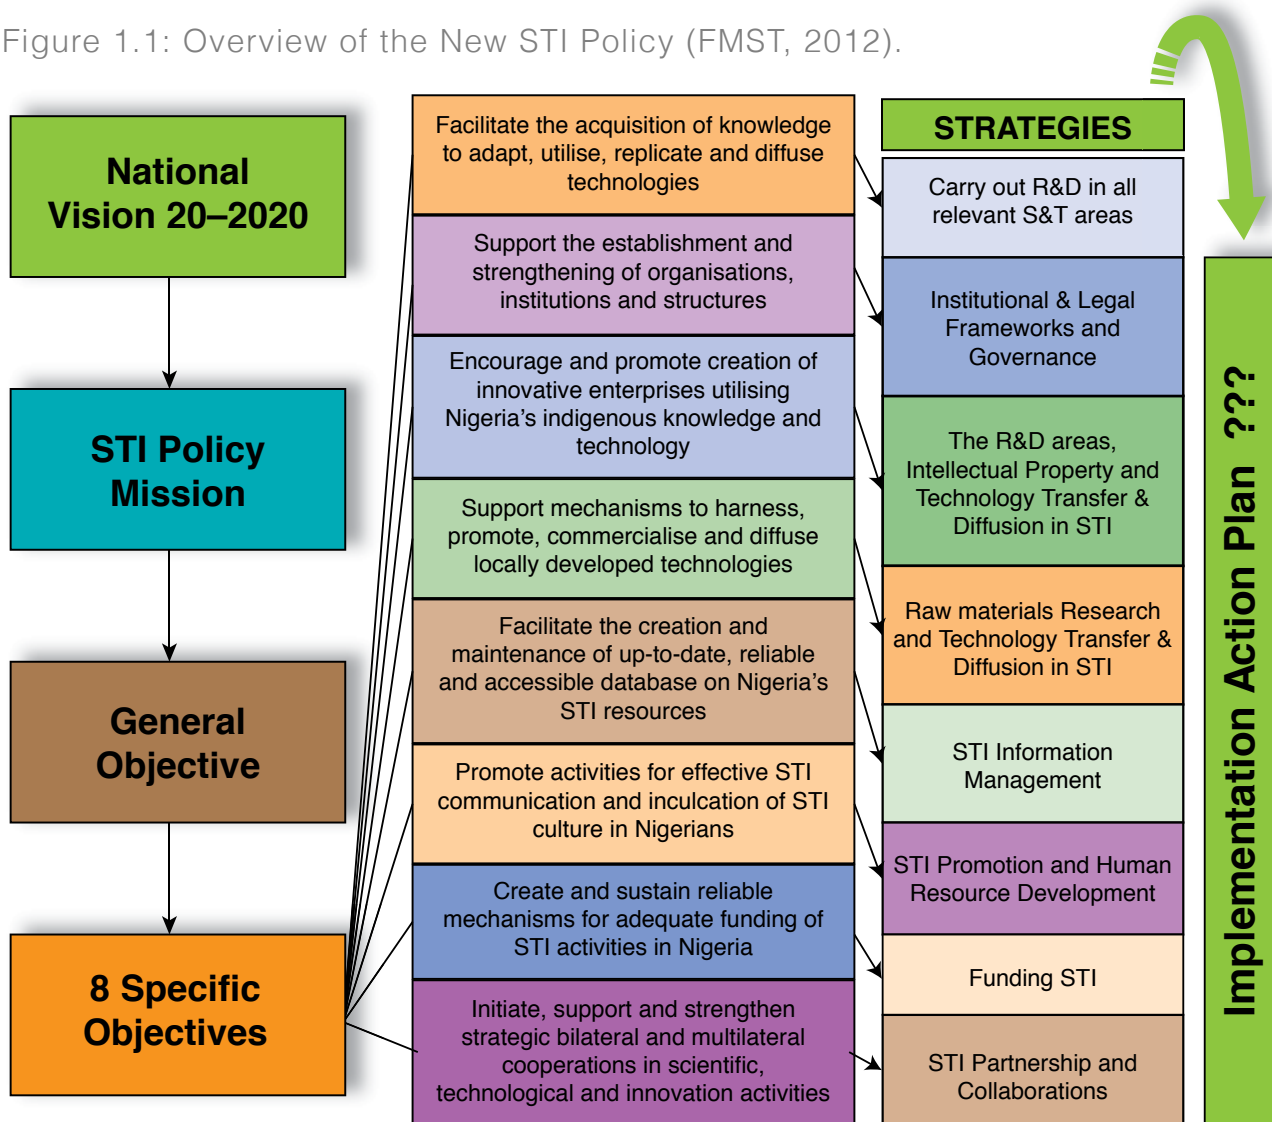 Figure 1.1: Overview of the New STI Policy (FMST, 2012).
National
Vision 20–2020
STI Policy
Mission
General
Objective
8 Specific
Objectives
Facilitate the acquisition of knowledge
to adapt, utilise, replicate and diffuse
technologies
Support the establishment and
strengthening of organisations,
institutions and structures
Encourage and promote creation of
innovative enterprises utilising
Nigeria’s indigenous knowledge and
technology
Support mechanisms to harness,
promote, commercialise and diffuse
locally developed technologies
Facilitate the creation and
maintenance of up-to-date, reliable
and accessible database on Nigeria’s
STI resources
Promote activities for effective STI
communication and inculcation of STI
culture in Nigerians
Create and sustain reliable
mechanisms for adequate funding of
STI activities in Nigeria
Initiate, support and strengthen
strategic bilateral and multilateral
cooperations in scientific,
technological and innovation activities
STRATEGIES
Carry out R&D in all
relevant S&T areas
Institutional & Legal
Frameworks and
Governance
The R&D areas,
Intellectual Property and
Technology Transfer &
Diffusion in STI
Raw materials Research
and Technology Transfer &
Diffusion in STI
STI Information
Management
STI Promotion and Human
Resource Development
Funding STI
STI Partnership and
Collaborations
Implementation Action Plan ???